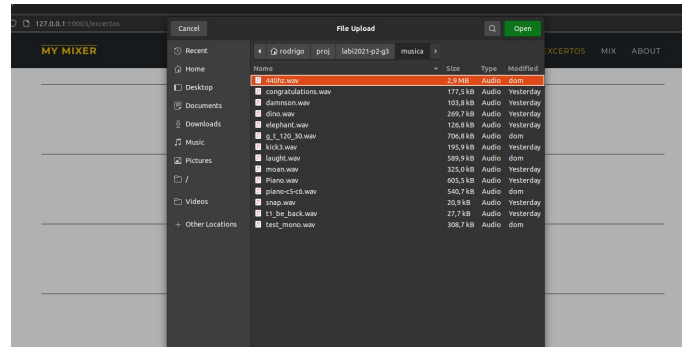 127.0.0.1:10003/excertos
Cancel File Upload Open
MY MIXER EXCERTOS MIX ABOUT
Recent
Home
Desktop
Documents
Downloads
Music
Pictures
/
Videos
+ Other Locations
rodrigo proj labi2021-p2-g3 musica
Name Size Type Modified
440hz.wav 2,9 MB Audio dom
congratulations.wav 177,5 kB Audio Yesterday
damnson.wav 103,8 kB Audio Yesterday
dino.wav 269,7 kB Audio Yesterday
elephant.wav 126,8 kB Audio Yesterday
g_t_120_30.wav 706,8 kB Audio dom
kick3.wav 195,9 kB Audio Yesterday
laught.wav 589,9 kB Audio dom
moan.wav 325,0 kB Audio Yesterday
Piano.wav 605,5 kB Audio Yesterday
piano-c5-c6.wav 540,7 kB Audio dom
snap.wav 20,9 kB Audio Yesterday
t1_be_back.wav 27,7 kB Audio Yesterday
test_mono.wav 308,7 kB Audio dom